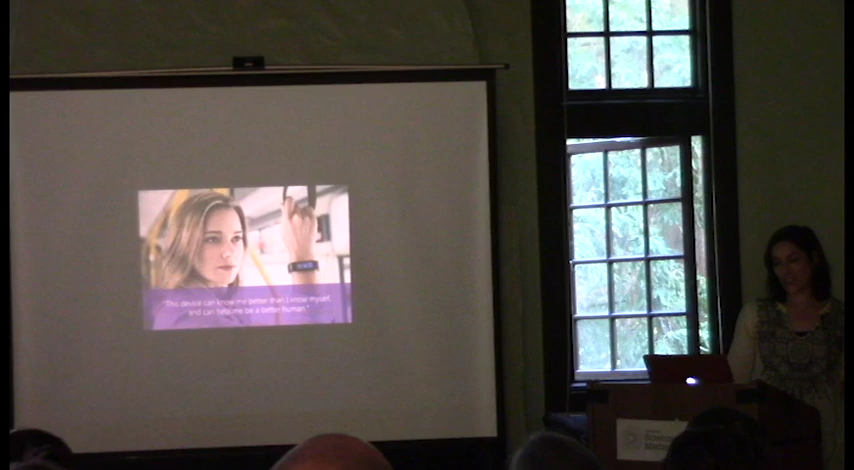 "This device can know me better than I know myself,
and can help me be a better human."